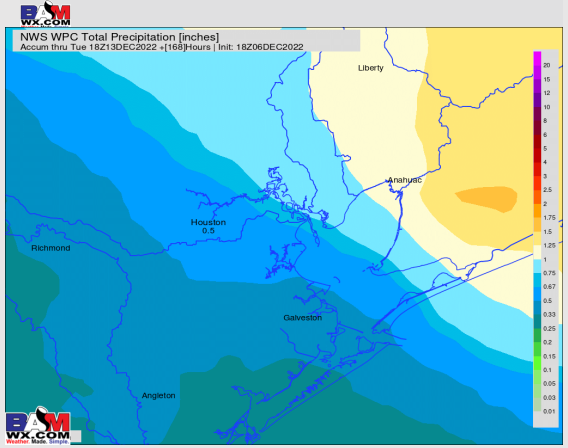 BAM
WX.COM
NWS WPC Total Precipitation [inches]
Accum thru Tue 18Z13DEC2022 +[168]Hours | Init: 18Z06DEC2022
Liberty
Anahuac
Houston
0.5
Richmond
Galveston
Angleton
20
15
12
10
8
6
5
4
3
2.5
2
1.75
1.5
1.25
1
0.75
0.67
0.5
0.33
0.25
0.2
0.15
0.1
0.05
0.03
0.01
BAM
WX.COM
Weather. Made. Simple.